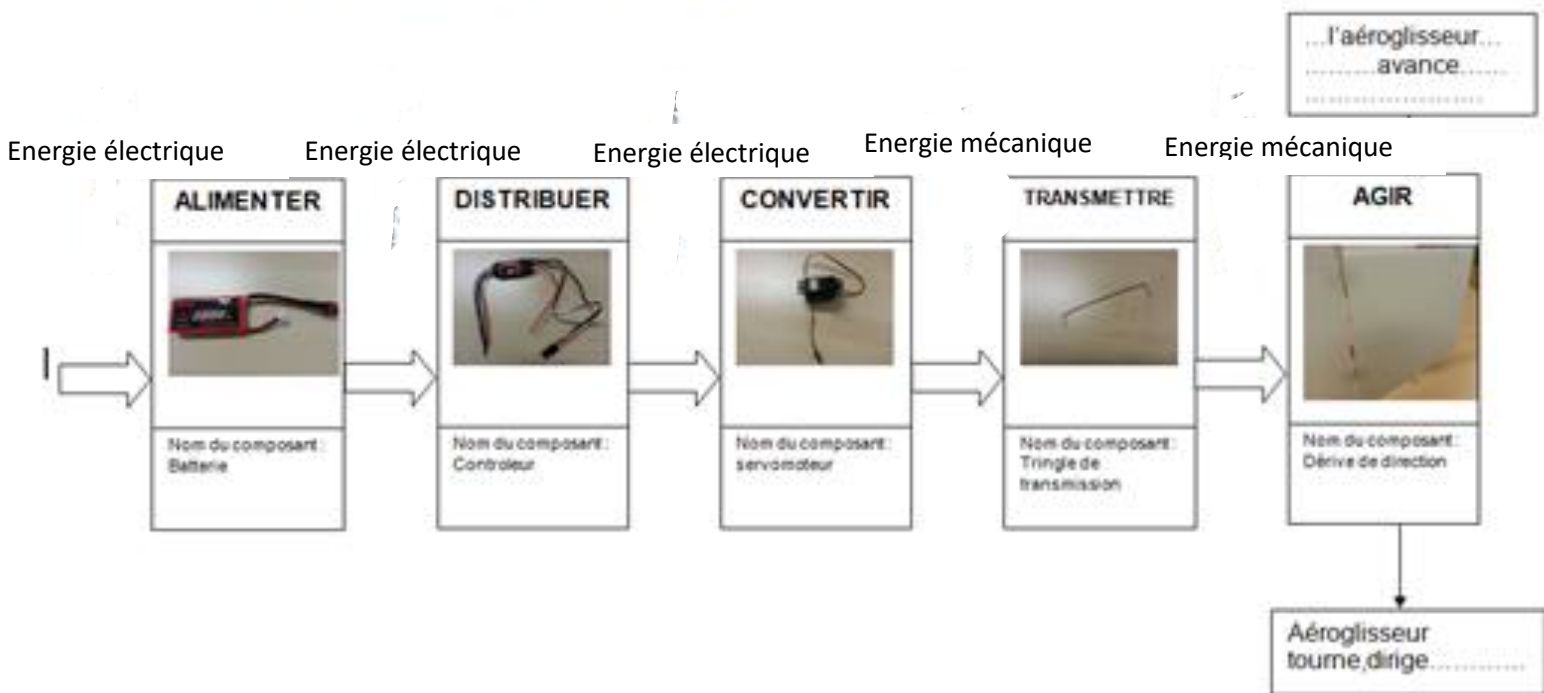 ...l'aéroglisseur...
..........avance......
........................
Energie électrique
Energie électrique
Energie électrique
Energie mécanique
Energie mécanique
ALIMENTER
DISTRIBUER
CONVERTIR
TRANSMETTRE
AGIR
Nom du composant :
Batterie
Nom du composant :
Controleur
Nom du composant :
servomoteur
Nom du composant :
Tringle de
transmission
Nom du composant :
Dérive de direction
Aéroglisseur
tourne,dirige............